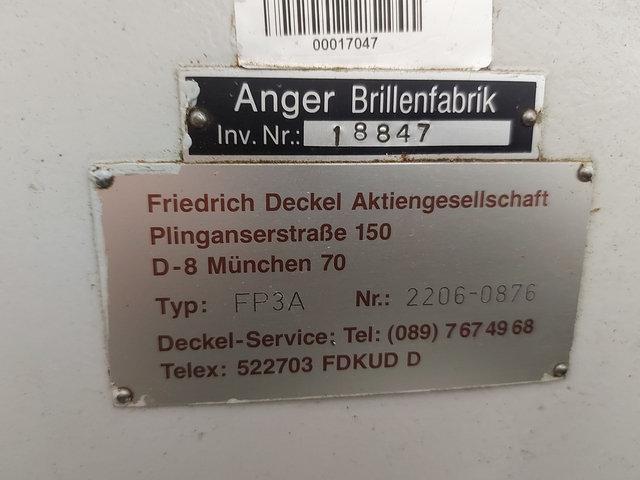 00017047
Anger Brillenfabrik
Inv. Nr.: 18847
Friedrich Deckel Aktiengesellschaft
Plinganserstraße 150
D-8 München 70
Typ: FP3A Nr.: 2206-0876
Deckel-Service: Tel: (089) 7674968
Telex: 522703 FDKUD D